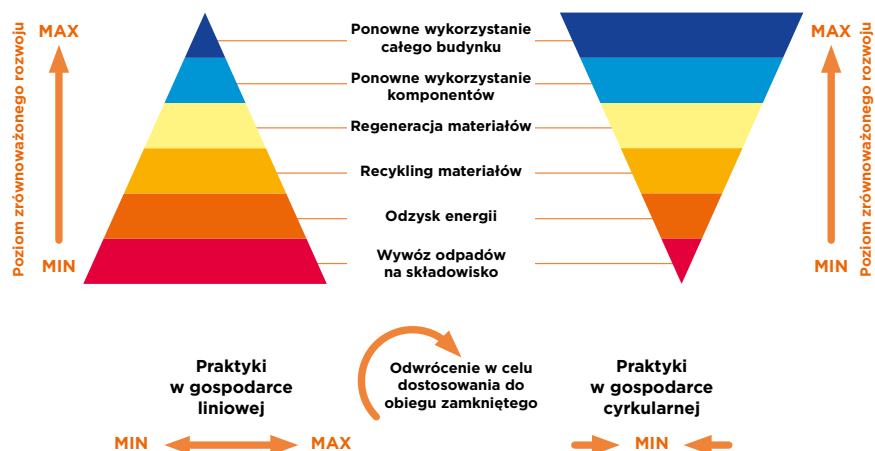 Poziom zrównoważonego rozwoju
MAX
MIN
Ponowne wykorzystanie
całego budynku
Ponowne wykorzystanie
komponentów
Regeneracja materiałów
Recykling materiałów
Odzysk energii
Wywóz odpadów
na składowisko
MAX
MIN
Poziom zrównoważonego rozwoju
Praktyki
w gospodarce
liniowej
MIN
MAX
Odwrócenie w celu
dostosowania do
obiegu zamkniętego
Praktyki
w gospodarce
cyrkularnej
MIN